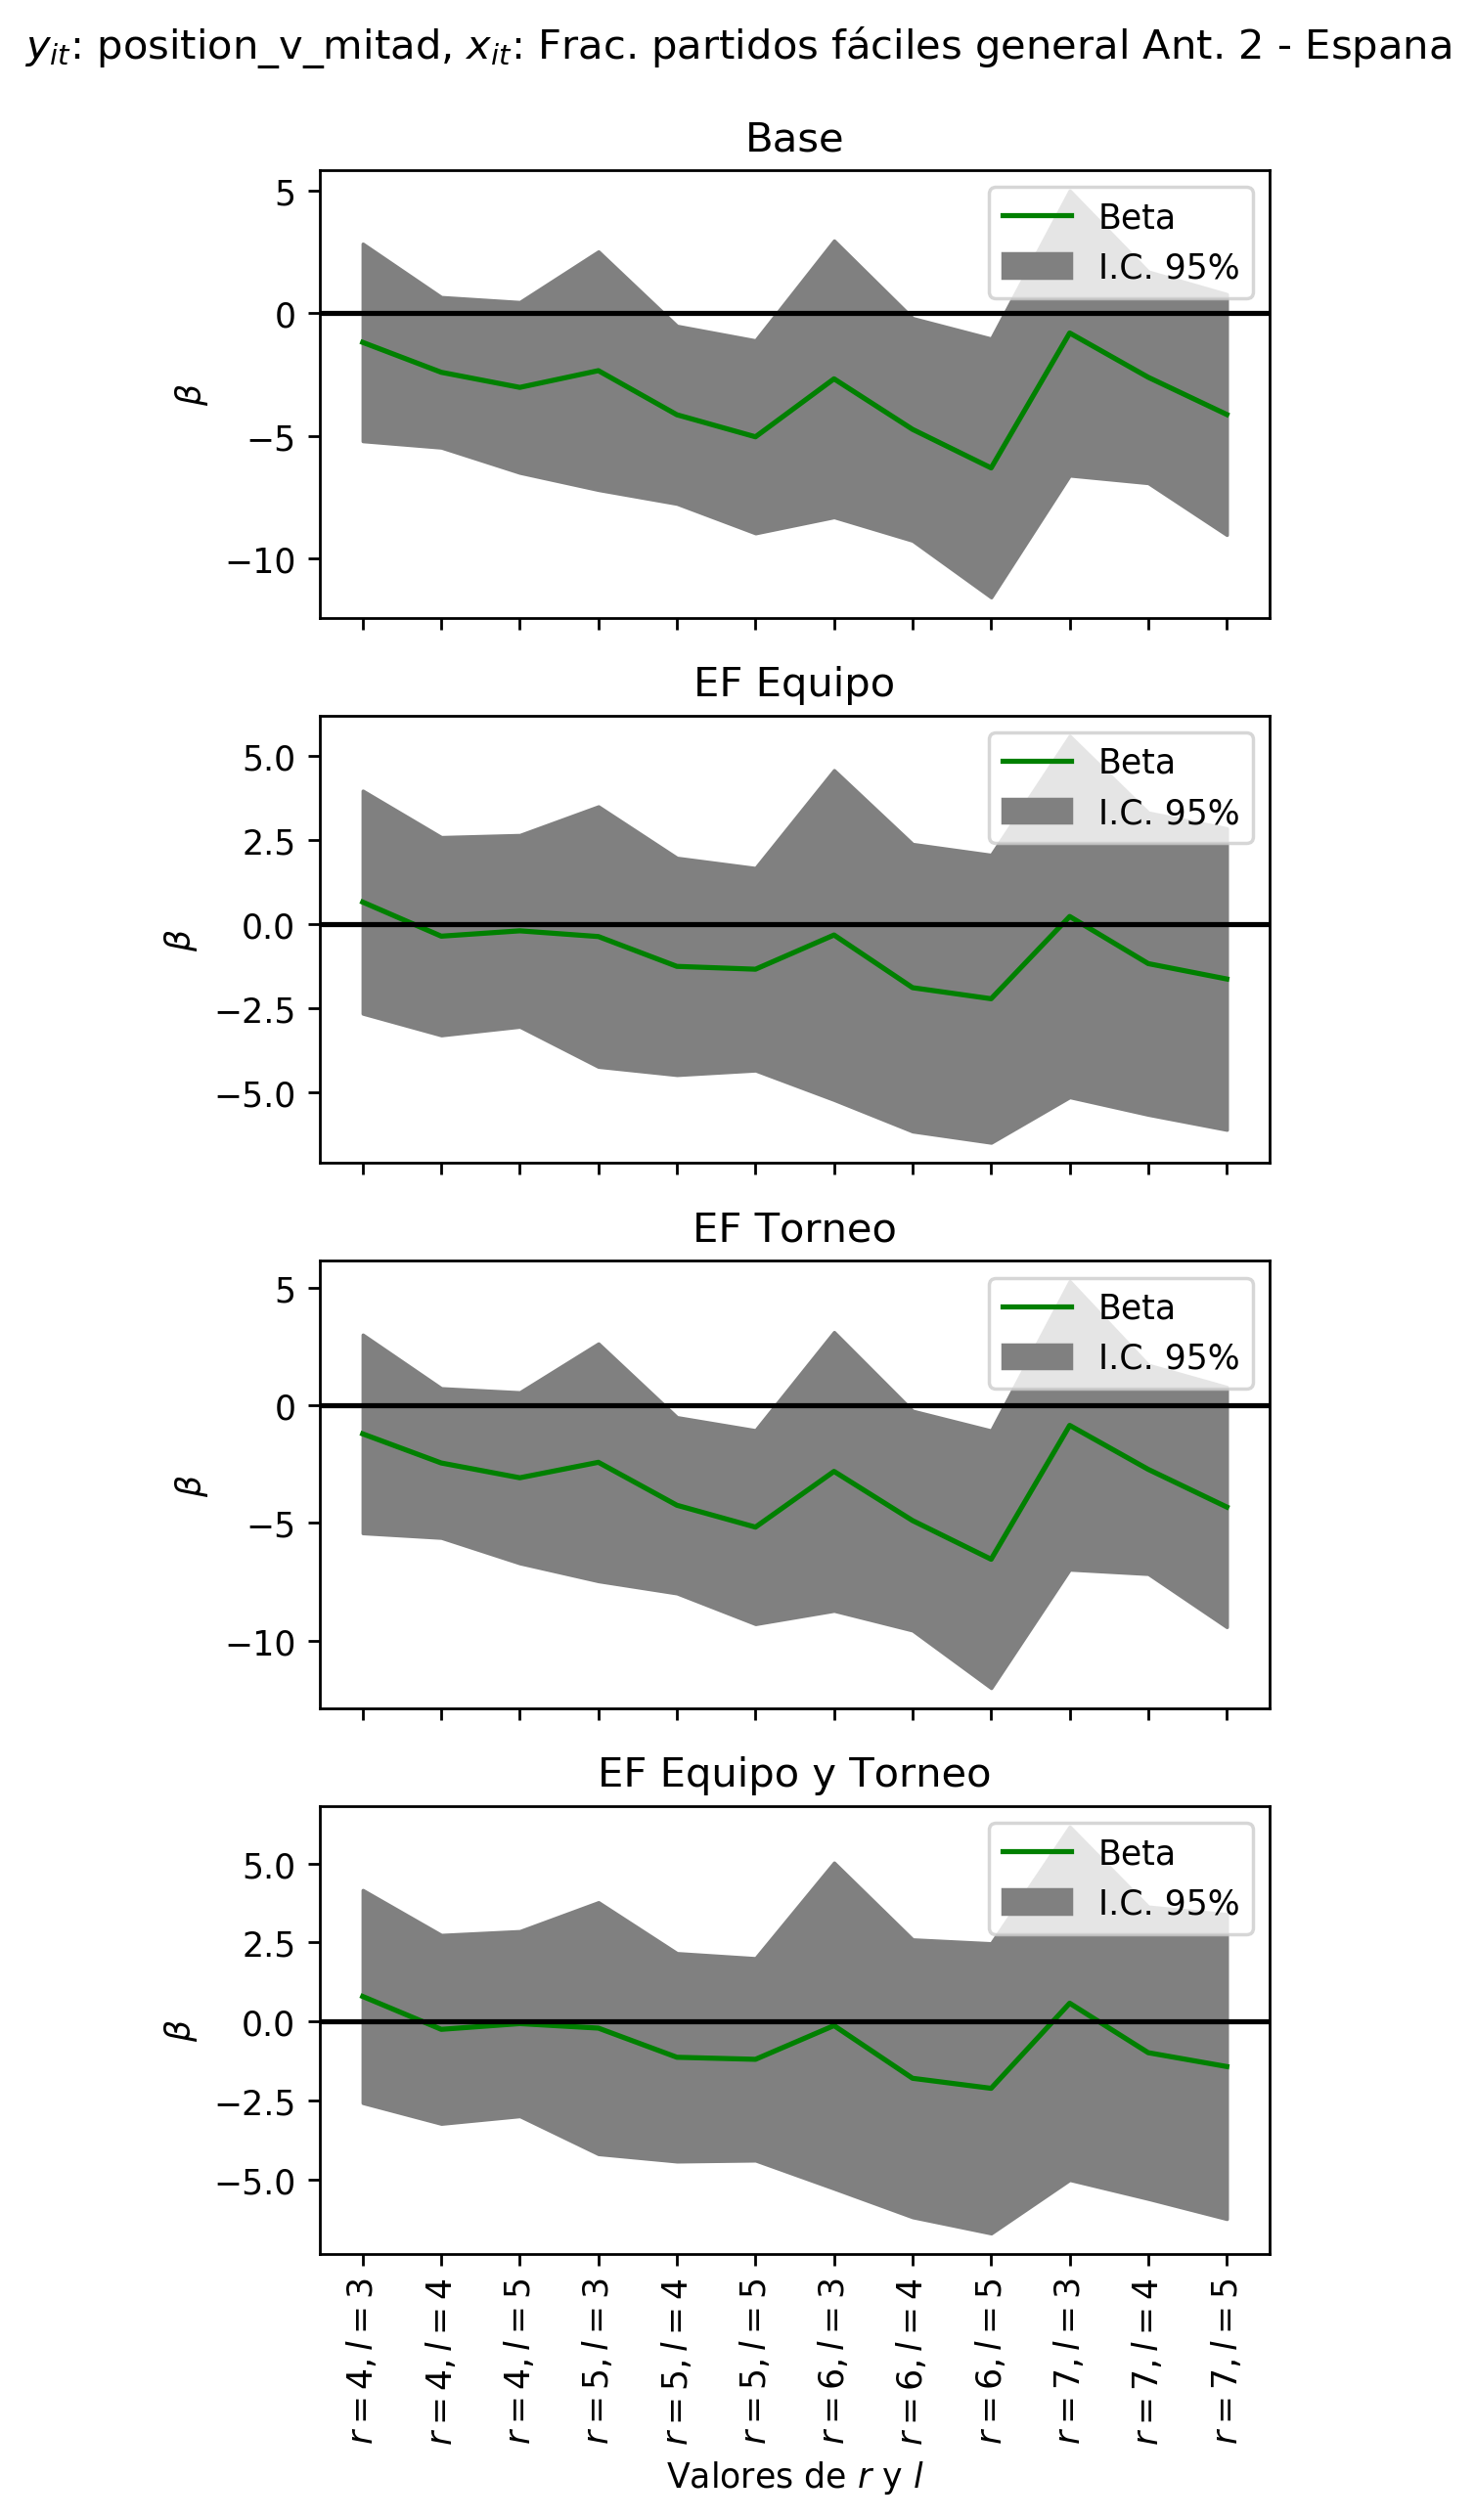 y_it: position_v_mitad, x_it: Frac. partidos fáciles general Ant. 2 - Espana
Base
Beta
I.C. 95%
5
0
−5
−10
β
EF Equipo
Beta
I.C. 95%
5.0
2.5
0.0
−2.5
−5.0
β
EF Torneo
Beta
I.C. 95%
5
0
−5
−10
β
EF Equipo y Torneo
Beta
I.C. 95%
5.0
2.5
0.0
−2.5
−5.0
β
r = 4, l = 3
r = 4, l = 4
r = 4, l = 5
r = 5, l = 3
r = 5, l = 4
r = 5, l = 5
r = 6, l = 3
r = 6, l = 4
r = 6, l = 5
r = 7, l = 3
r = 7, l = 4
r = 7, l = 5
Valores de r y l